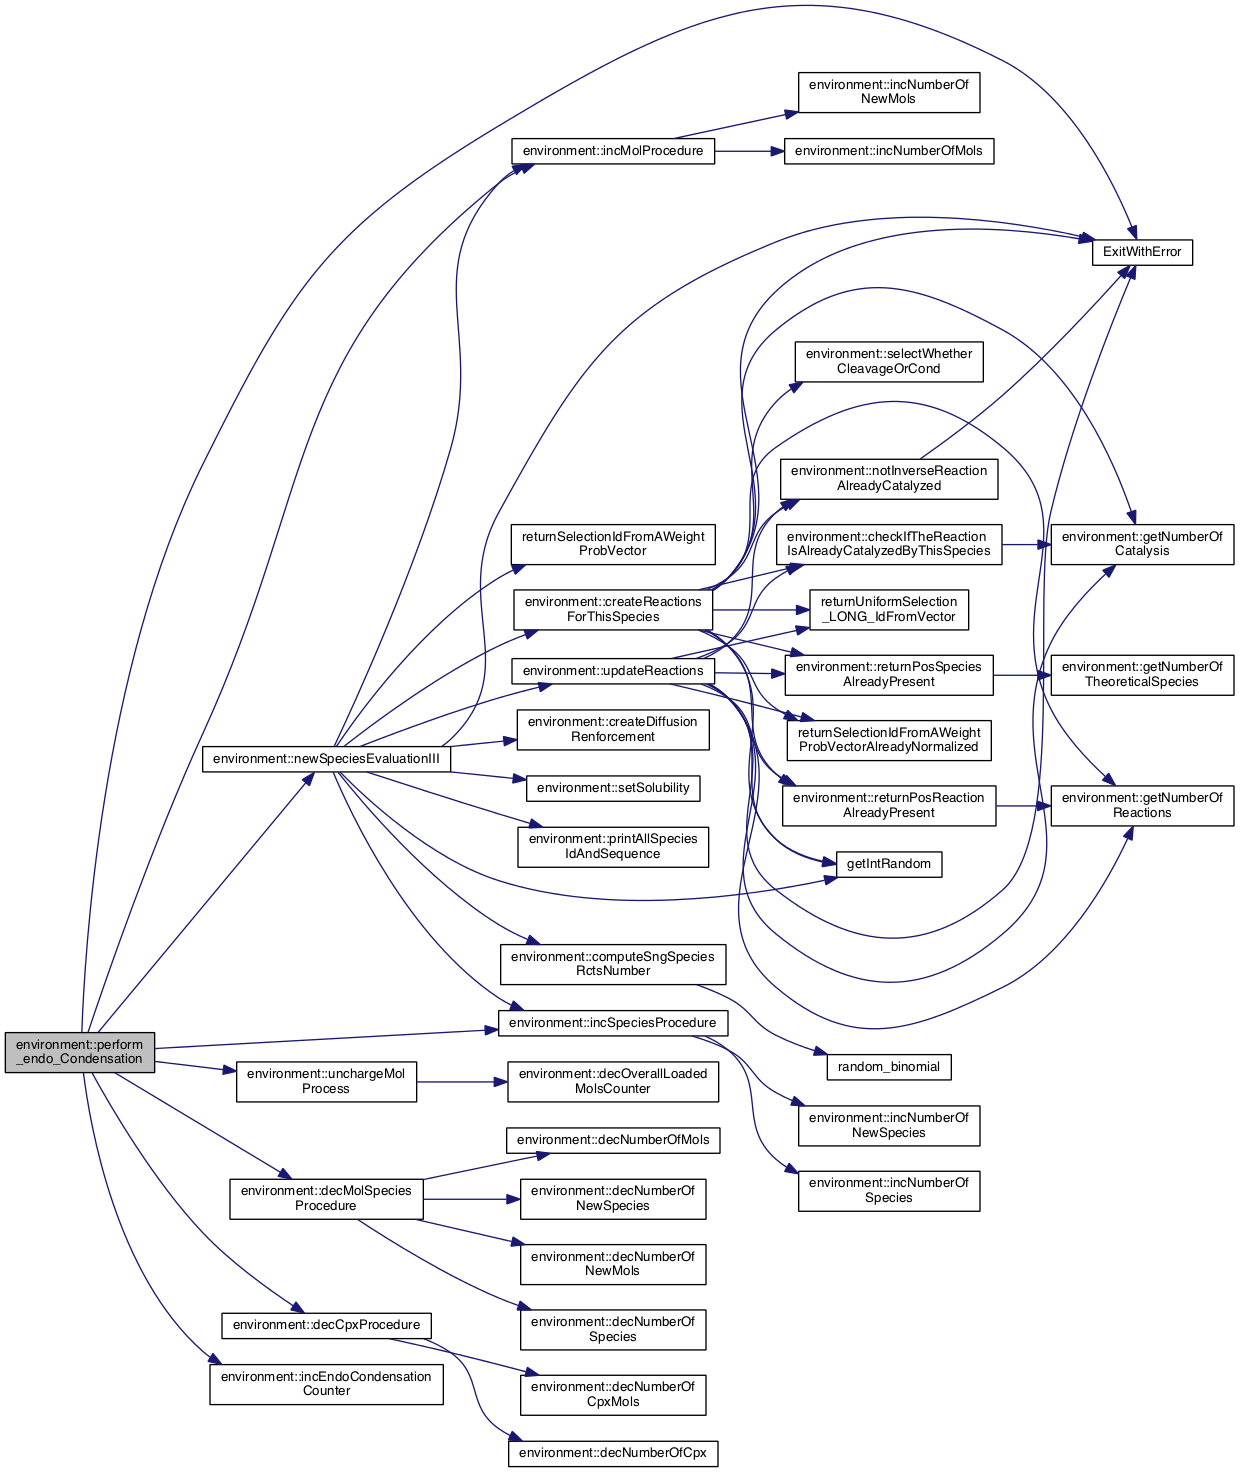 environment::incNumberOf
NewMols
environment::incMolProcedure
environment::incNumberOfMols
ExitWithError
environment::selectWhether
CleavageOrCond
environment::notInverseReaction
AlreadyCatalyzed
returnSelectionIdFromAWeight
ProbVector
environment::checkIfTheReaction
IsAlreadyCatalyzedByThisSpecies
environment::getNumberOf
Catalysis
environment::createReactions
ForThisSpecies
returnUniformSelection
_LONG_IdFromVector
environment::updateReactions
environment::returnPosSpecies
AlreadyPresent
environment::getNumberOf
TheoreticalSpecies
environment::createDiffusion
Renforcement
returnSelectionIdFromAWeight
ProbVectorAlreadyNormalized
environment::newSpeciesEvaluationIII
environment::setSolubility
environment::returnPosReaction
AlreadyPresent
environment::getNumberOf
Reactions
environment::printAllSpecies
IdAndSequence
getIntRandom
environment::computeSngSpecies
RctsNumber
environment::incSpeciesProcedure
environment::perform
_endo_Condensation
random_binomial
environment::unchargeMol
Process
environment::decOverallLoaded
MolsCounter
environment::incNumberOf
NewSpecies
environment::decNumberOfMols
environment::incNumberOf
Species
environment::decMolSpecies
Procedure
environment::decNumberOf
NewSpecies
environment::decNumberOf
NewMols
environment::decCpxProcedure
environment::decNumberOf
Species
environment::incEndoCondensation
Counter
environment::decNumberOf
CpxMols
environment::decNumberOfCpx